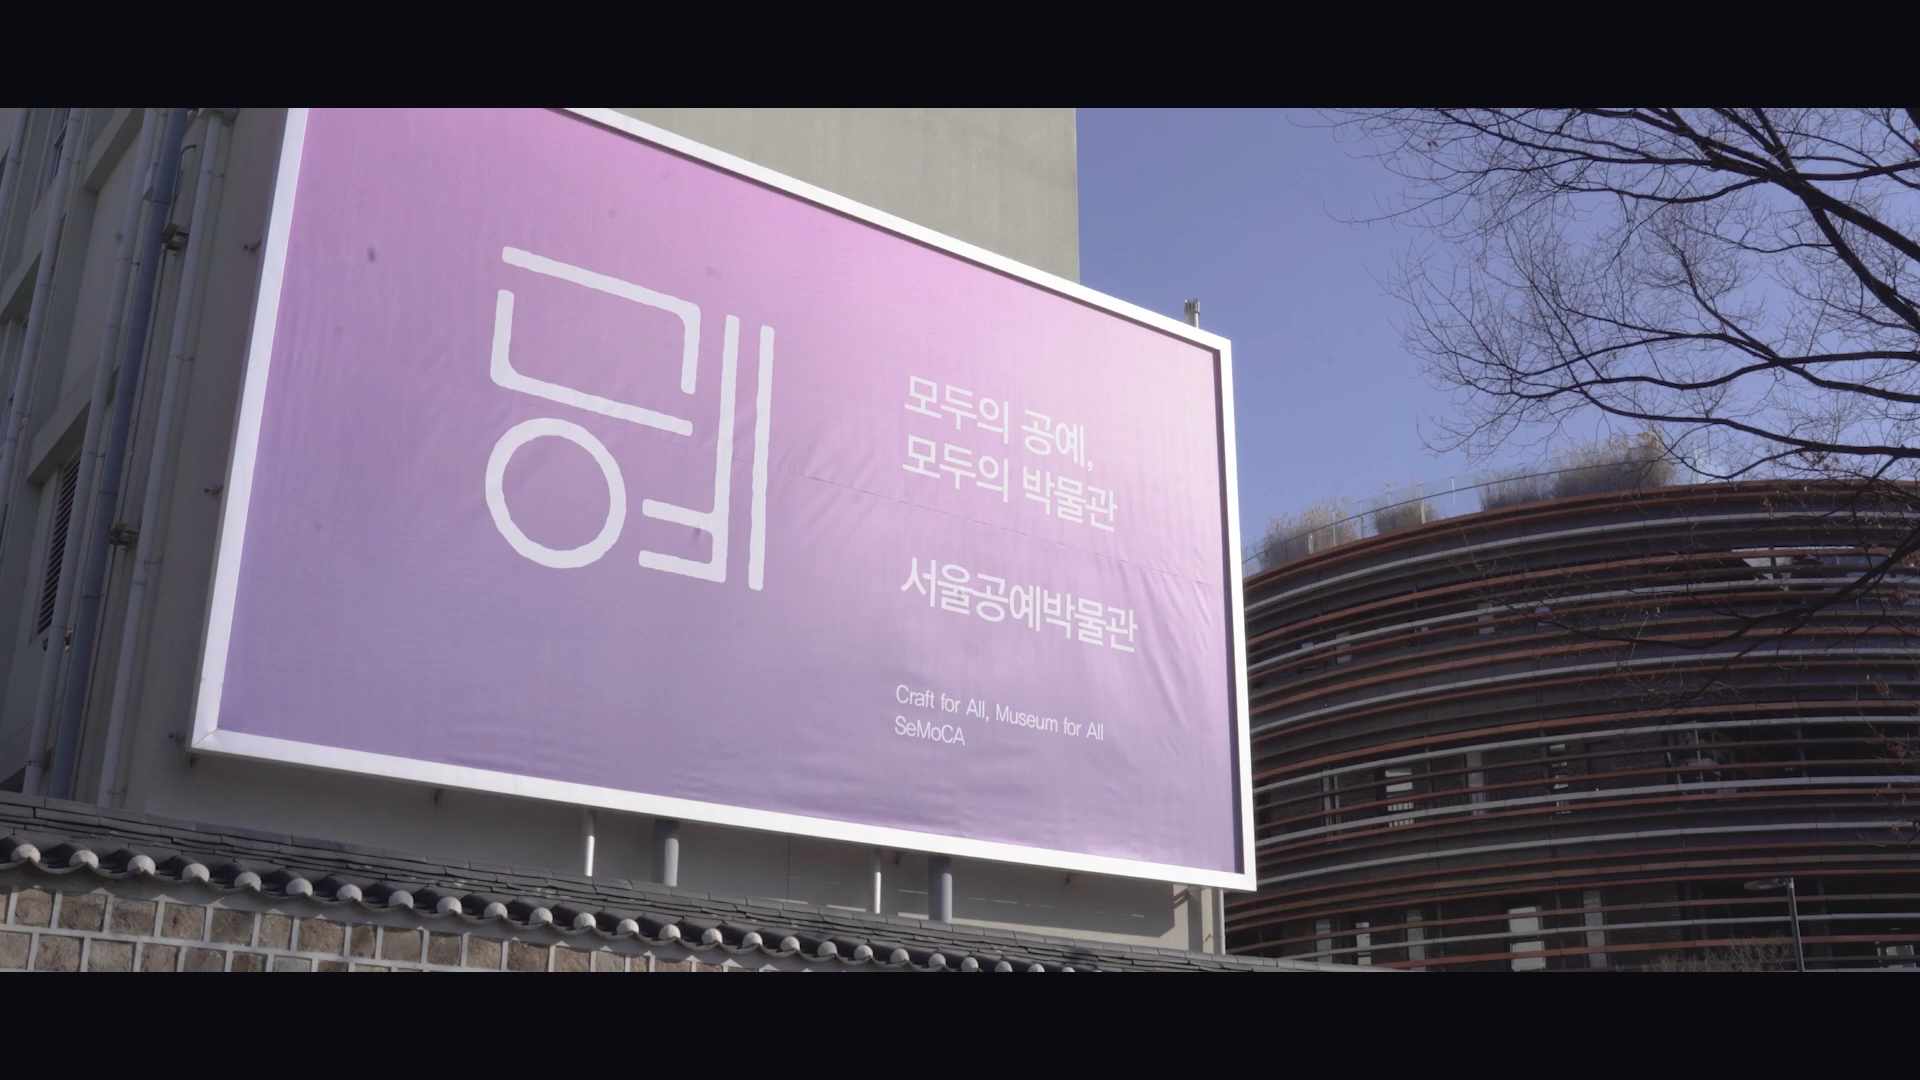 공예
모두의 공예,
모두의 박물관
서울공예박물관
Craft for All, Museum for All
SeMoCA